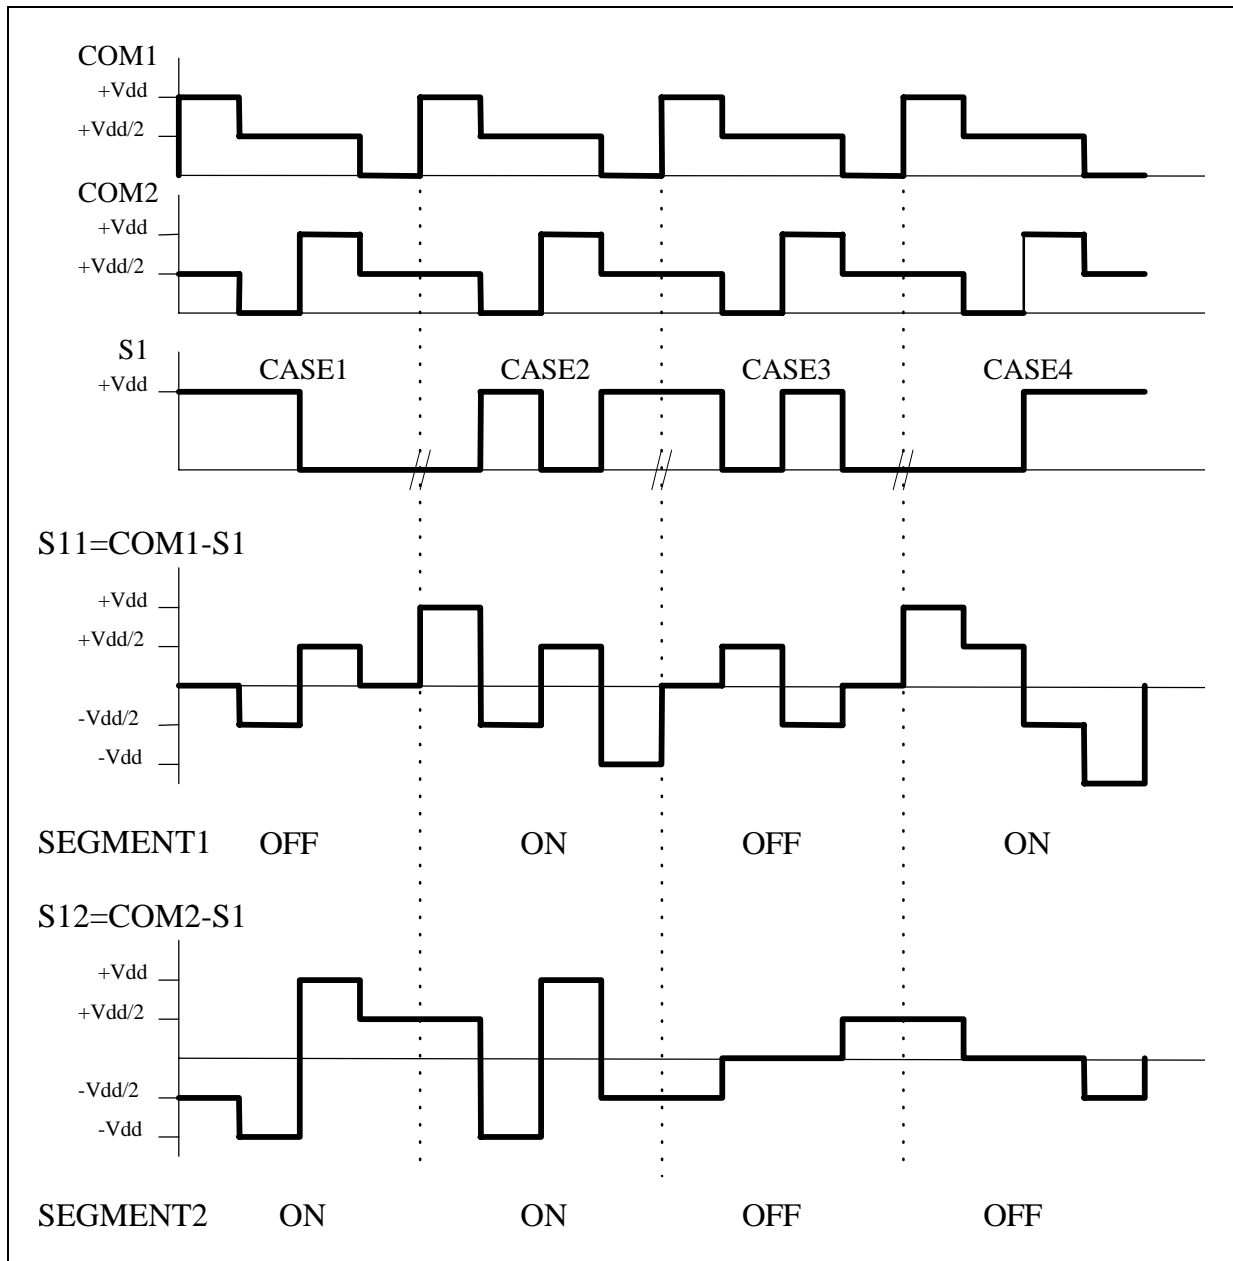 COM1
+Vdd
+Vdd/2
COM2
+Vdd
+Vdd/2
S1
CASE1 CASE2 CASE3 CASE4
+Vdd
S11=COM1-S1
+Vdd
+Vdd/2
-Vdd/2
-Vdd
SEGMENT1 OFF ON OFF ON
S12=COM2-S1
+Vdd
+Vdd/2
-Vdd/2
-Vdd
SEGMENT2 ON ON OFF OFF